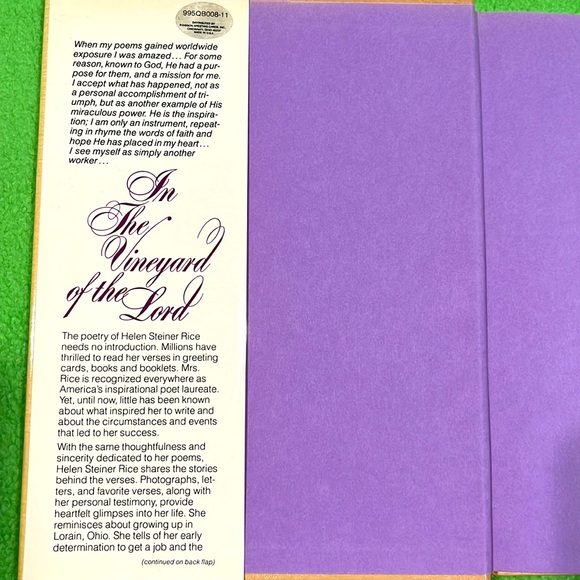 995QB008-11
DISTRIBUTED BY
MADE IN U.S.A.
When my poems gained worldwide
exposure I was amazed... For some
reason, known to God, He had a pur-
pose for them, and a mission for me.
I accept what has happened, not as
a personal accomplishment of tri-
umph, but as another example of His
miraculous power. He is the inspira-
tion; I am only an instrument, repeat-
ing in rhyme the words of faith and
hope He has placed in my heart...
I see myself as simply another
worker...
In
The
Vineyard
of the
Lord
The poetry of Helen Steiner Rice
needs no introduction. Millions have
thrilled to read her verses in greeting
cards, books and booklets. Mrs.
Rice is recognized everywhere as
America's inspirational poet laureate.
Yet, until now, little has been known
about what inspired her to write and
about the circumstances and events
that led to her success.
With the same thoughtfulness and
sincerity dedicated to her poems,
Helen Steiner Rice shares the stories
behind the verses. Photographs, let-
ters, and favorite verses, along with
her personal testimony, provide
heartfelt glimpses into her life. She
reminisces about growing up in
Lorain, Ohio. She tells of her early
determination to get a job and the
(continued on back flap)